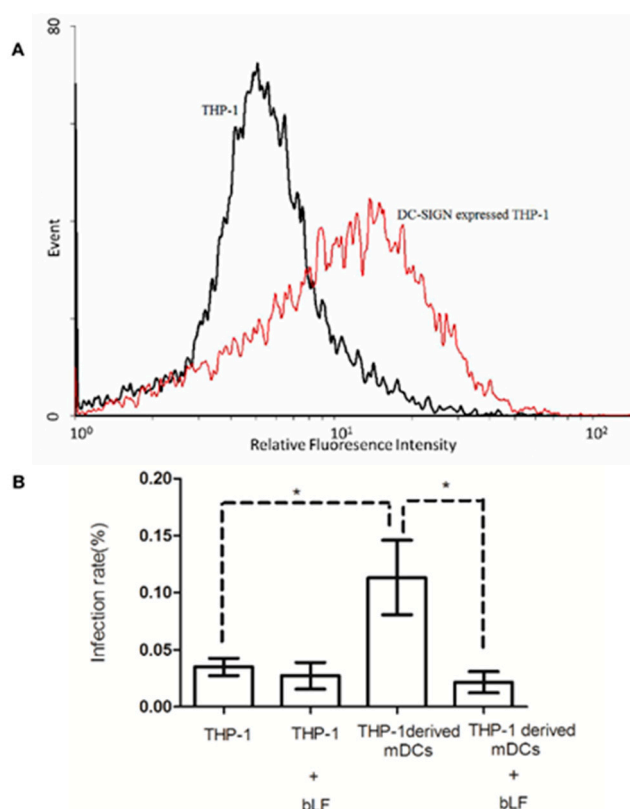 A
80
THP-1
DC-SIGN expressed THP-1
Event
0
10⁰ 10¹ 10²
Relative Fluoresence Intensity
B
0.20
* *
0.15
0.10
0.05
0.00
Infection rate(%)
THP-1 THP-1 THP-1derived THP-1 derived
mDCs mDCs
+ +
bLF bLF